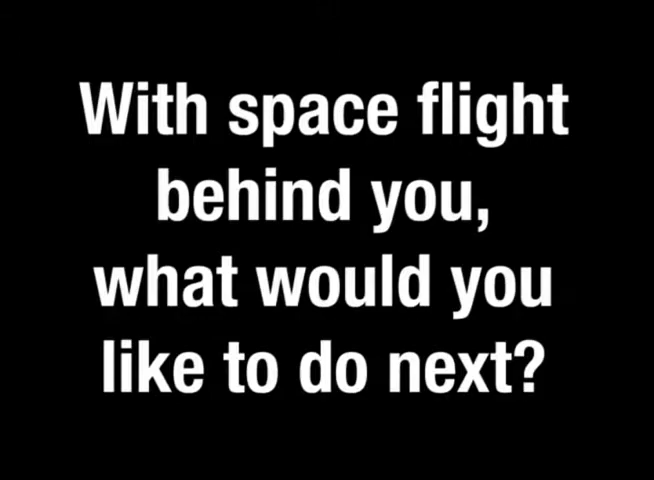 With space flight
behind you,
what would you
like to do next?